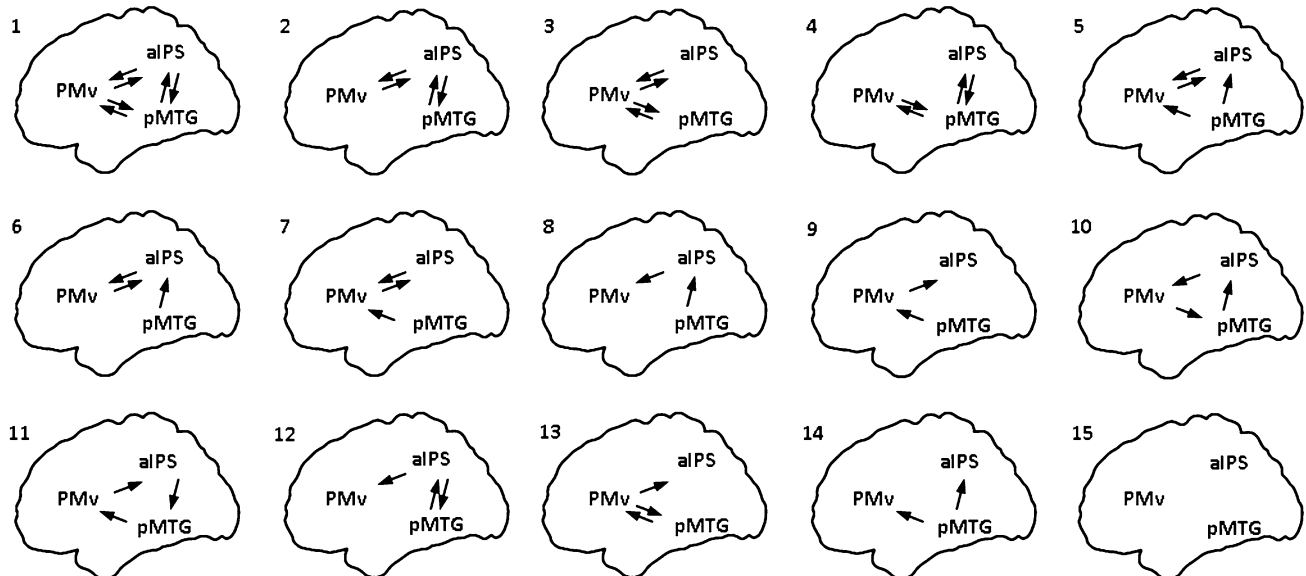 1 2 3 4 5
aIPS aIPS aIPS aIPS aIPS
PMv PMv PMv PMv PMv
pMTG pMTG pMTG pMTG pMTG
6 7 8 9 10
aIPS aIPS aIPS aIPS aIPS
PMv PMv PMv PMv PMv
pMTG pMTG pMTG pMTG pMTG
11 12 13 14 15
aIPS aIPS aIPS aIPS aIPS
PMv PMv PMv PMv PMv
pMTG pMTG pMTG pMTG pMTG